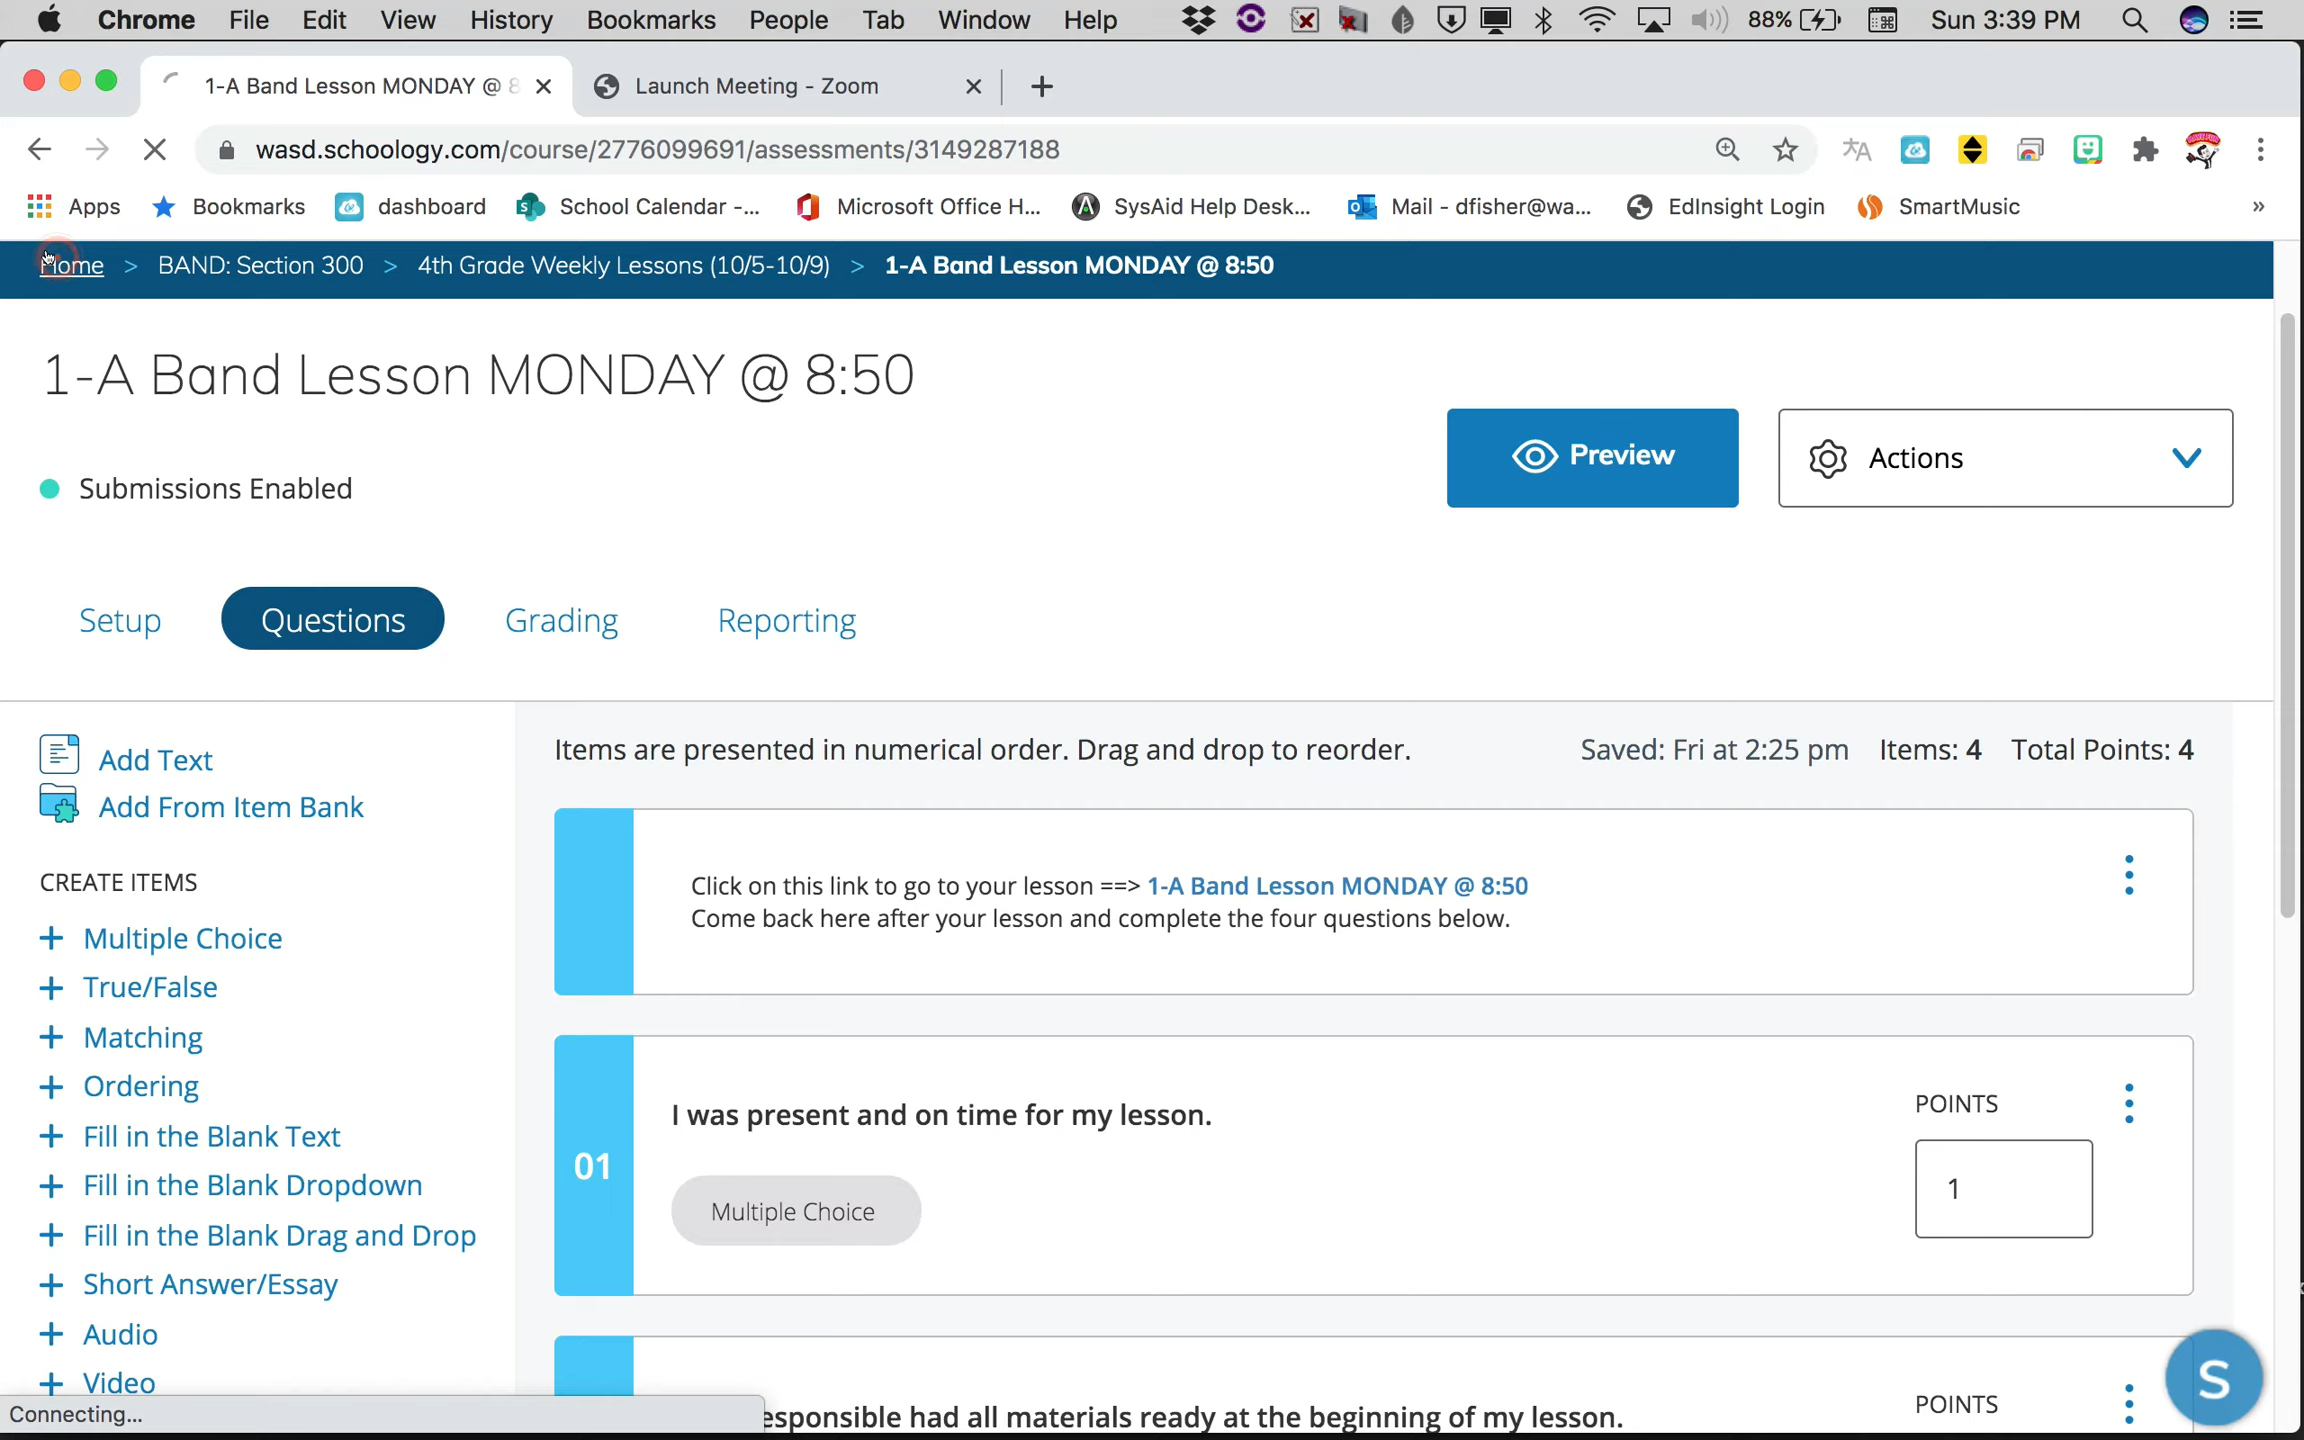 Chrome File Edit View History Bookmarks People Tab Window Help 88% Sun 3:39 PM
1-A Band Lesson MONDAY @ 8 Launch Meeting - Zoom
wasd.schoology.com/course/2776099691/assessments/3149287188
Apps Bookmarks dashboard School Calendar -... Microsoft Office H... SysAid Help Desk... Mail - dfisher@wa... EdInsight Login SmartMusic »
Home > BAND: Section 300 > 4th Grade Weekly Lessons (10/5-10/9) > 1-A Band Lesson MONDAY @ 8:50
1-A Band Lesson MONDAY @ 8:50
Preview Actions
Submissions Enabled
Setup Questions Grading Reporting
Add Text
Add From Item Bank
CREATE ITEMS
+ Multiple Choice
+ True/False
+ Matching
+ Ordering
+ Fill in the Blank Text
+ Fill in the Blank Dropdown
+ Fill in the Blank Drag and Drop
+ Short Answer/Essay
+ Audio
+ Video
Items are presented in numerical order. Drag and drop to reorder. Saved: Fri at 2:25 pm Items: 4 Total Points: 4
Click on this link to go to your lesson ==> 1-A Band Lesson MONDAY @ 8:50
Come back here after your lesson and complete the four questions below.
01
I was present and on time for my lesson.
Multiple Choice
POINTS
1
esponsible had all materials ready at the beginning of my lesson.
POINTS
S
Connecting...